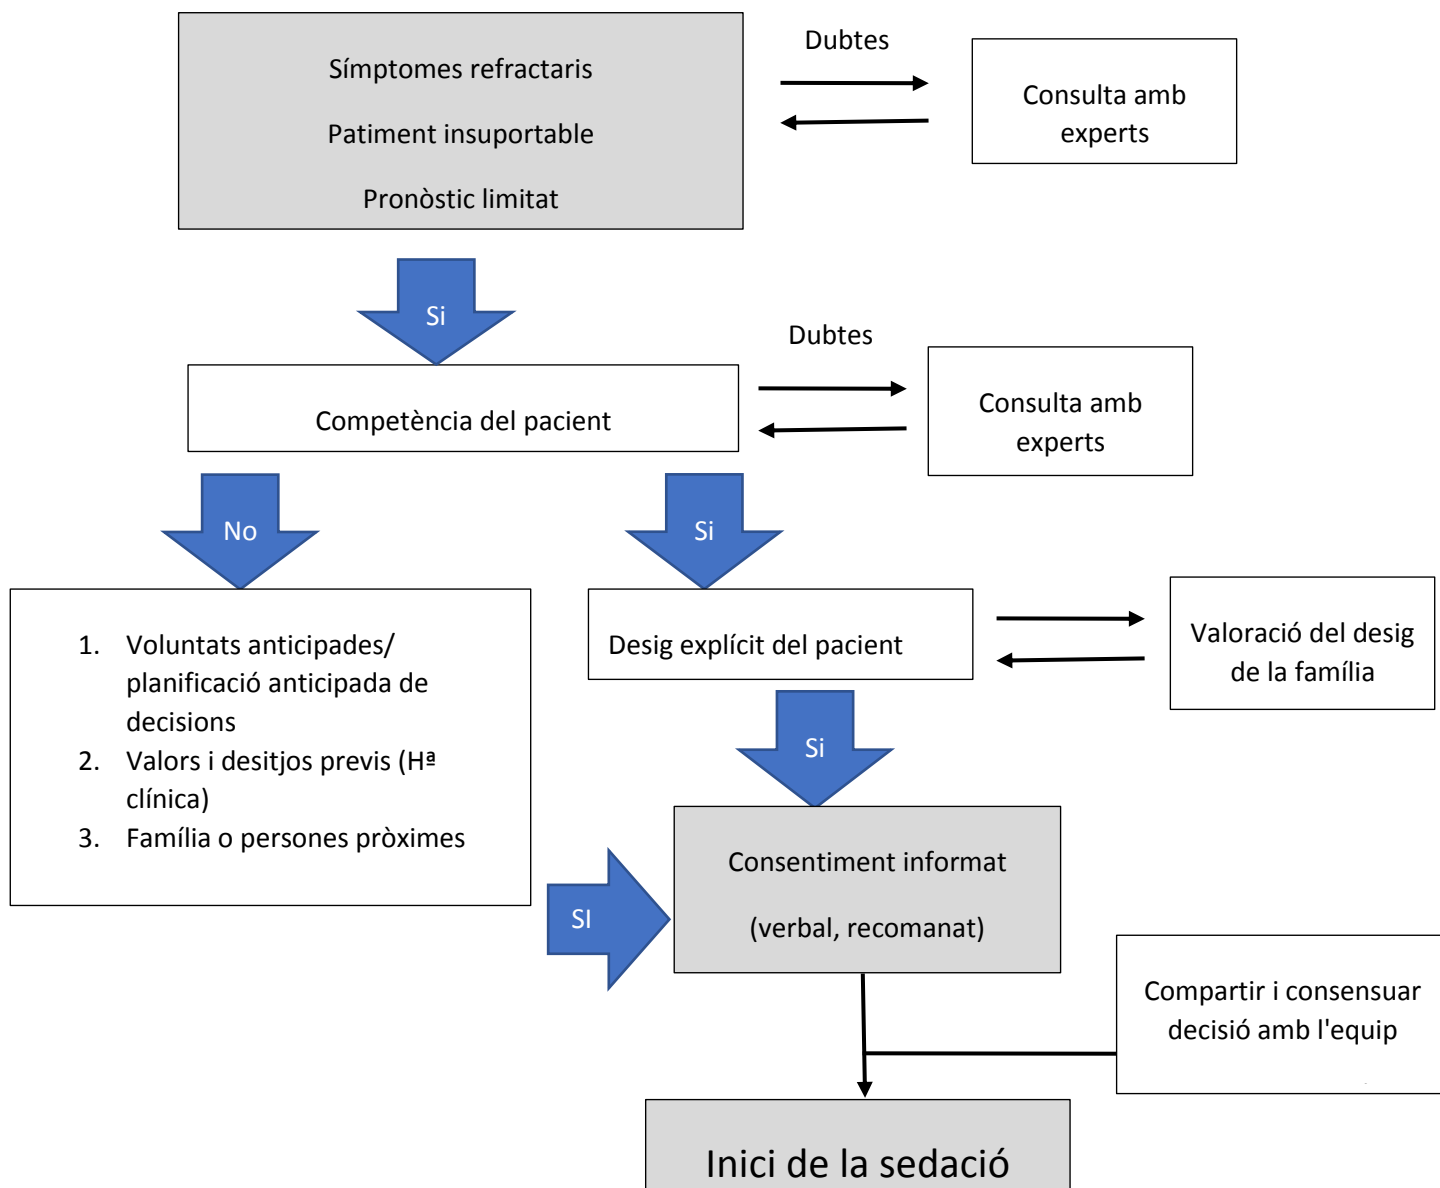 Símptomes refractaris
Patiment insuportable
Pronòstic limitat
Dubtes
Consulta amb
experts
Si
Competència del pacient
Dubtes
Consulta amb
experts
No
Si
1. Voluntats anticipades/
planificació anticipada de
decisions
2. Valors i desitjos previs (Hª
clínica)
3. Família o persones pròximes
Desig explícit del pacient
Valoració del desig
de la família
Si
SI
Consentiment informat
(verbal, recomanat)
Compartir i consensuar
decisió amb l'equip
Inici de la sedació